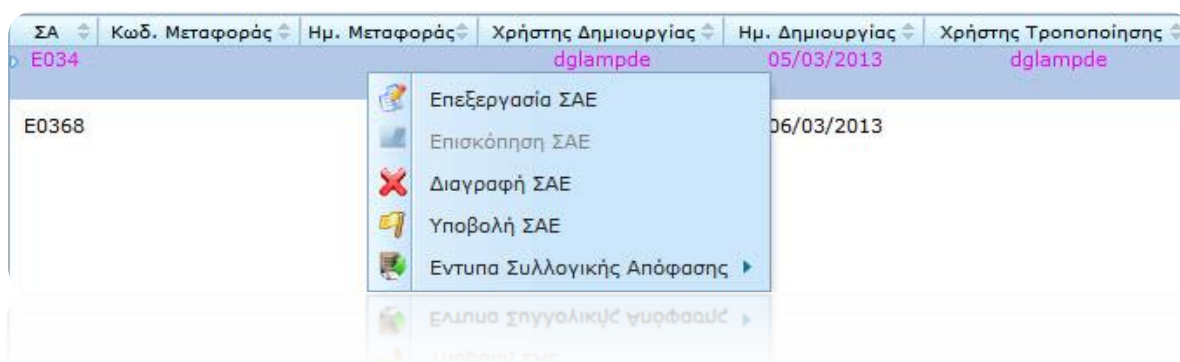 ΣΑ Κωδ. Μεταφοράς Ημ. Μεταφοράς Χρήστης Δημιουργίας Ημ. Δημιουργίας Χρήστης Τροποποίησης
E034 dglampde 05/03/2013 dglampde
Επεξεργασία ΣΑΕ
E0368 06/03/2013
Επισκόπηση ΣΑΕ
Διαγραφή ΣΑΕ
Υποβολή ΣΑΕ
Εντυπα Συλλογικής Απόφασης